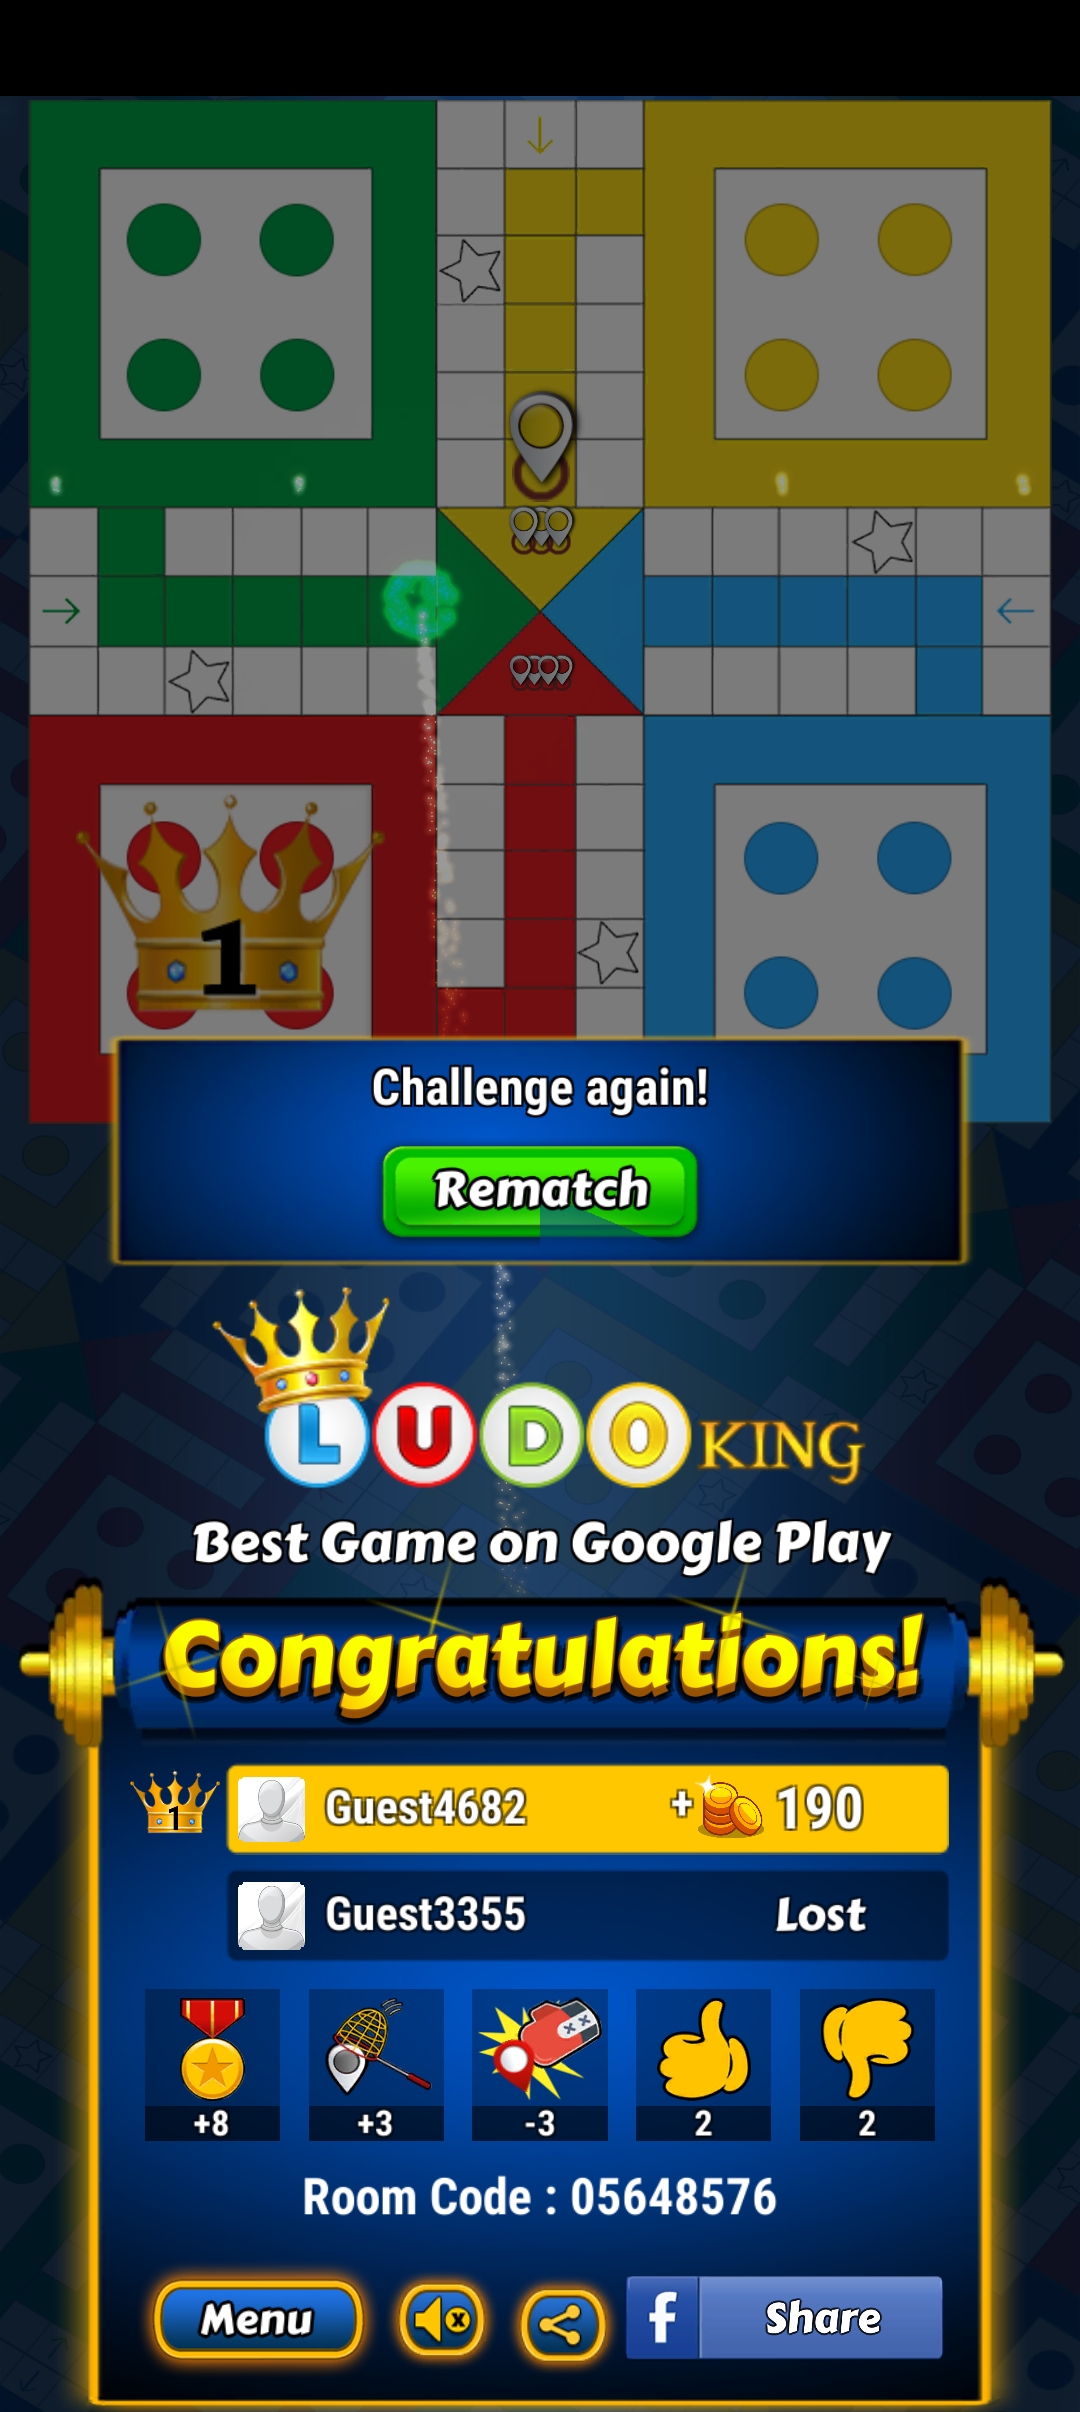 1
Challenge again!
Rematch
LUDO KING
Best Game on Google Play
Congratulations!
1 Guest4682 + 190
Guest3355 Lost
+8 +3 -3 2 2
Room Code : 05648576
Menu x f Share